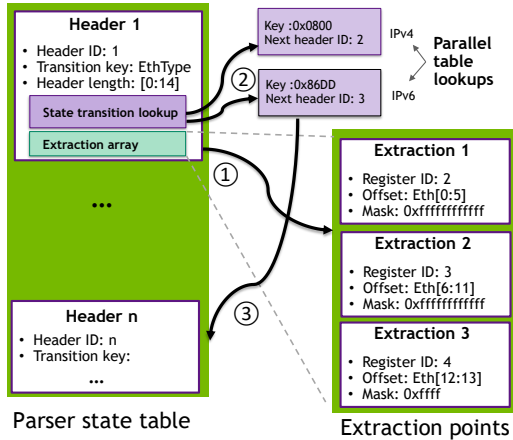 Header 1
• Header ID: 1
• Transition key: EthType
• Header length: [0:14]
State transition lookup
Extraction array
...
Header n
• Header ID: n
• Transition key:
...
Parser state table
Key :0x0800
Next header ID: 2
IPv4
Key :0x86DD
Next header ID: 3
IPv6
Parallel
table
lookups
①
②
③
Extraction 1
• Register ID: 2
• Offset: Eth[0:5]
• Mask: 0xffffffffffff
Extraction 2
• Register ID: 3
• Offset: Eth[6:11]
• Mask: 0xffffffffffff
Extraction 3
• Register ID: 4
• Offset: Eth[12:13]
• Mask: 0xffff
Extraction points